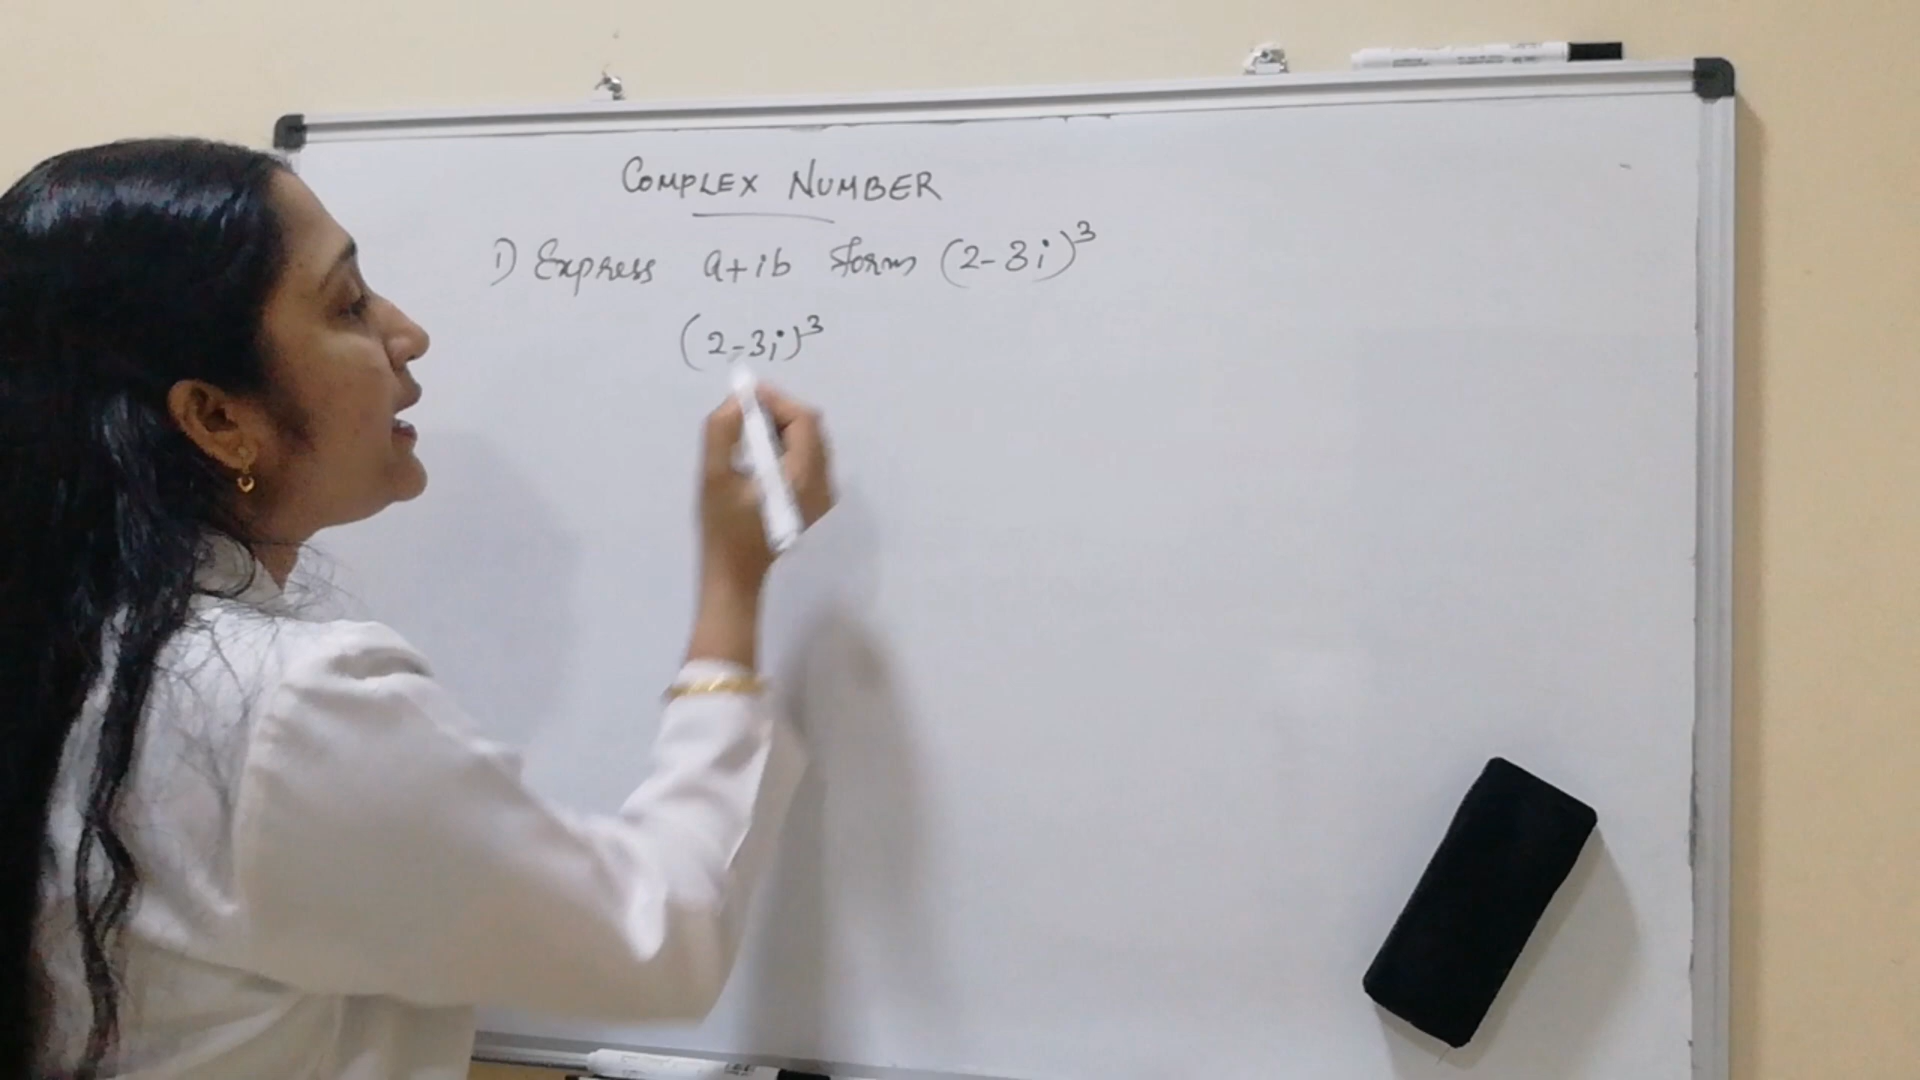 COMPLEX NUMBER
1) Express a+ib form (2-3i)³
(2-3i)³